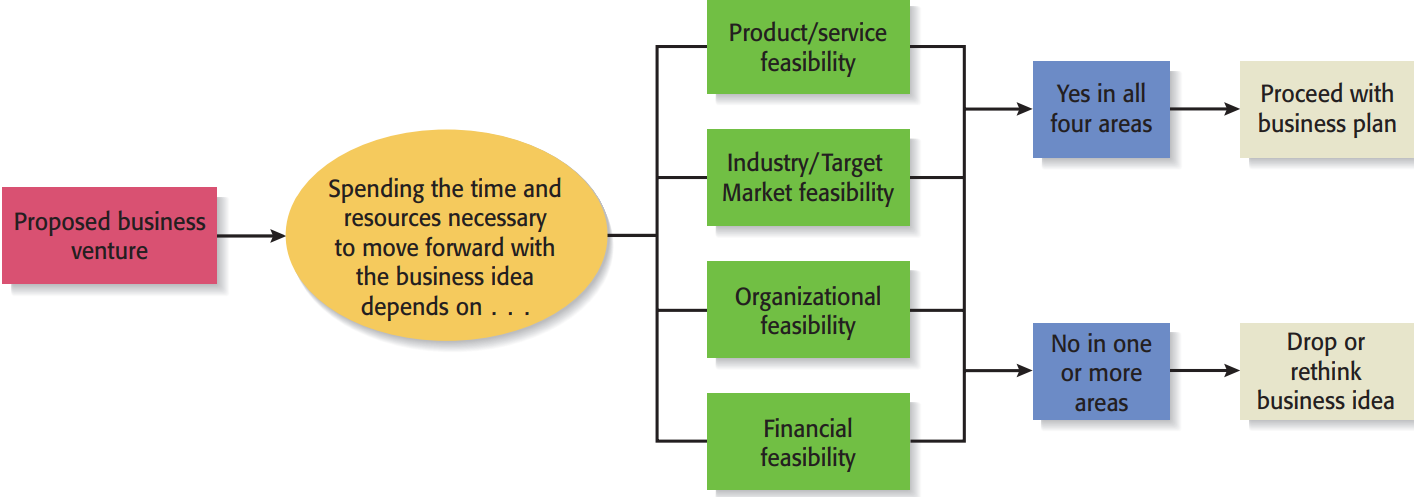 Proposed business
venture
Spending the time and
resources necessary
to move forward with
the business idea
depends on . . .
Product/service
feasibility
Industry/Target
Market feasibility
Organizational
feasibility
Financial
feasibility
Yes in all
four areas
Proceed with
business plan
No in one
or more
areas
Drop or
rethink
business idea